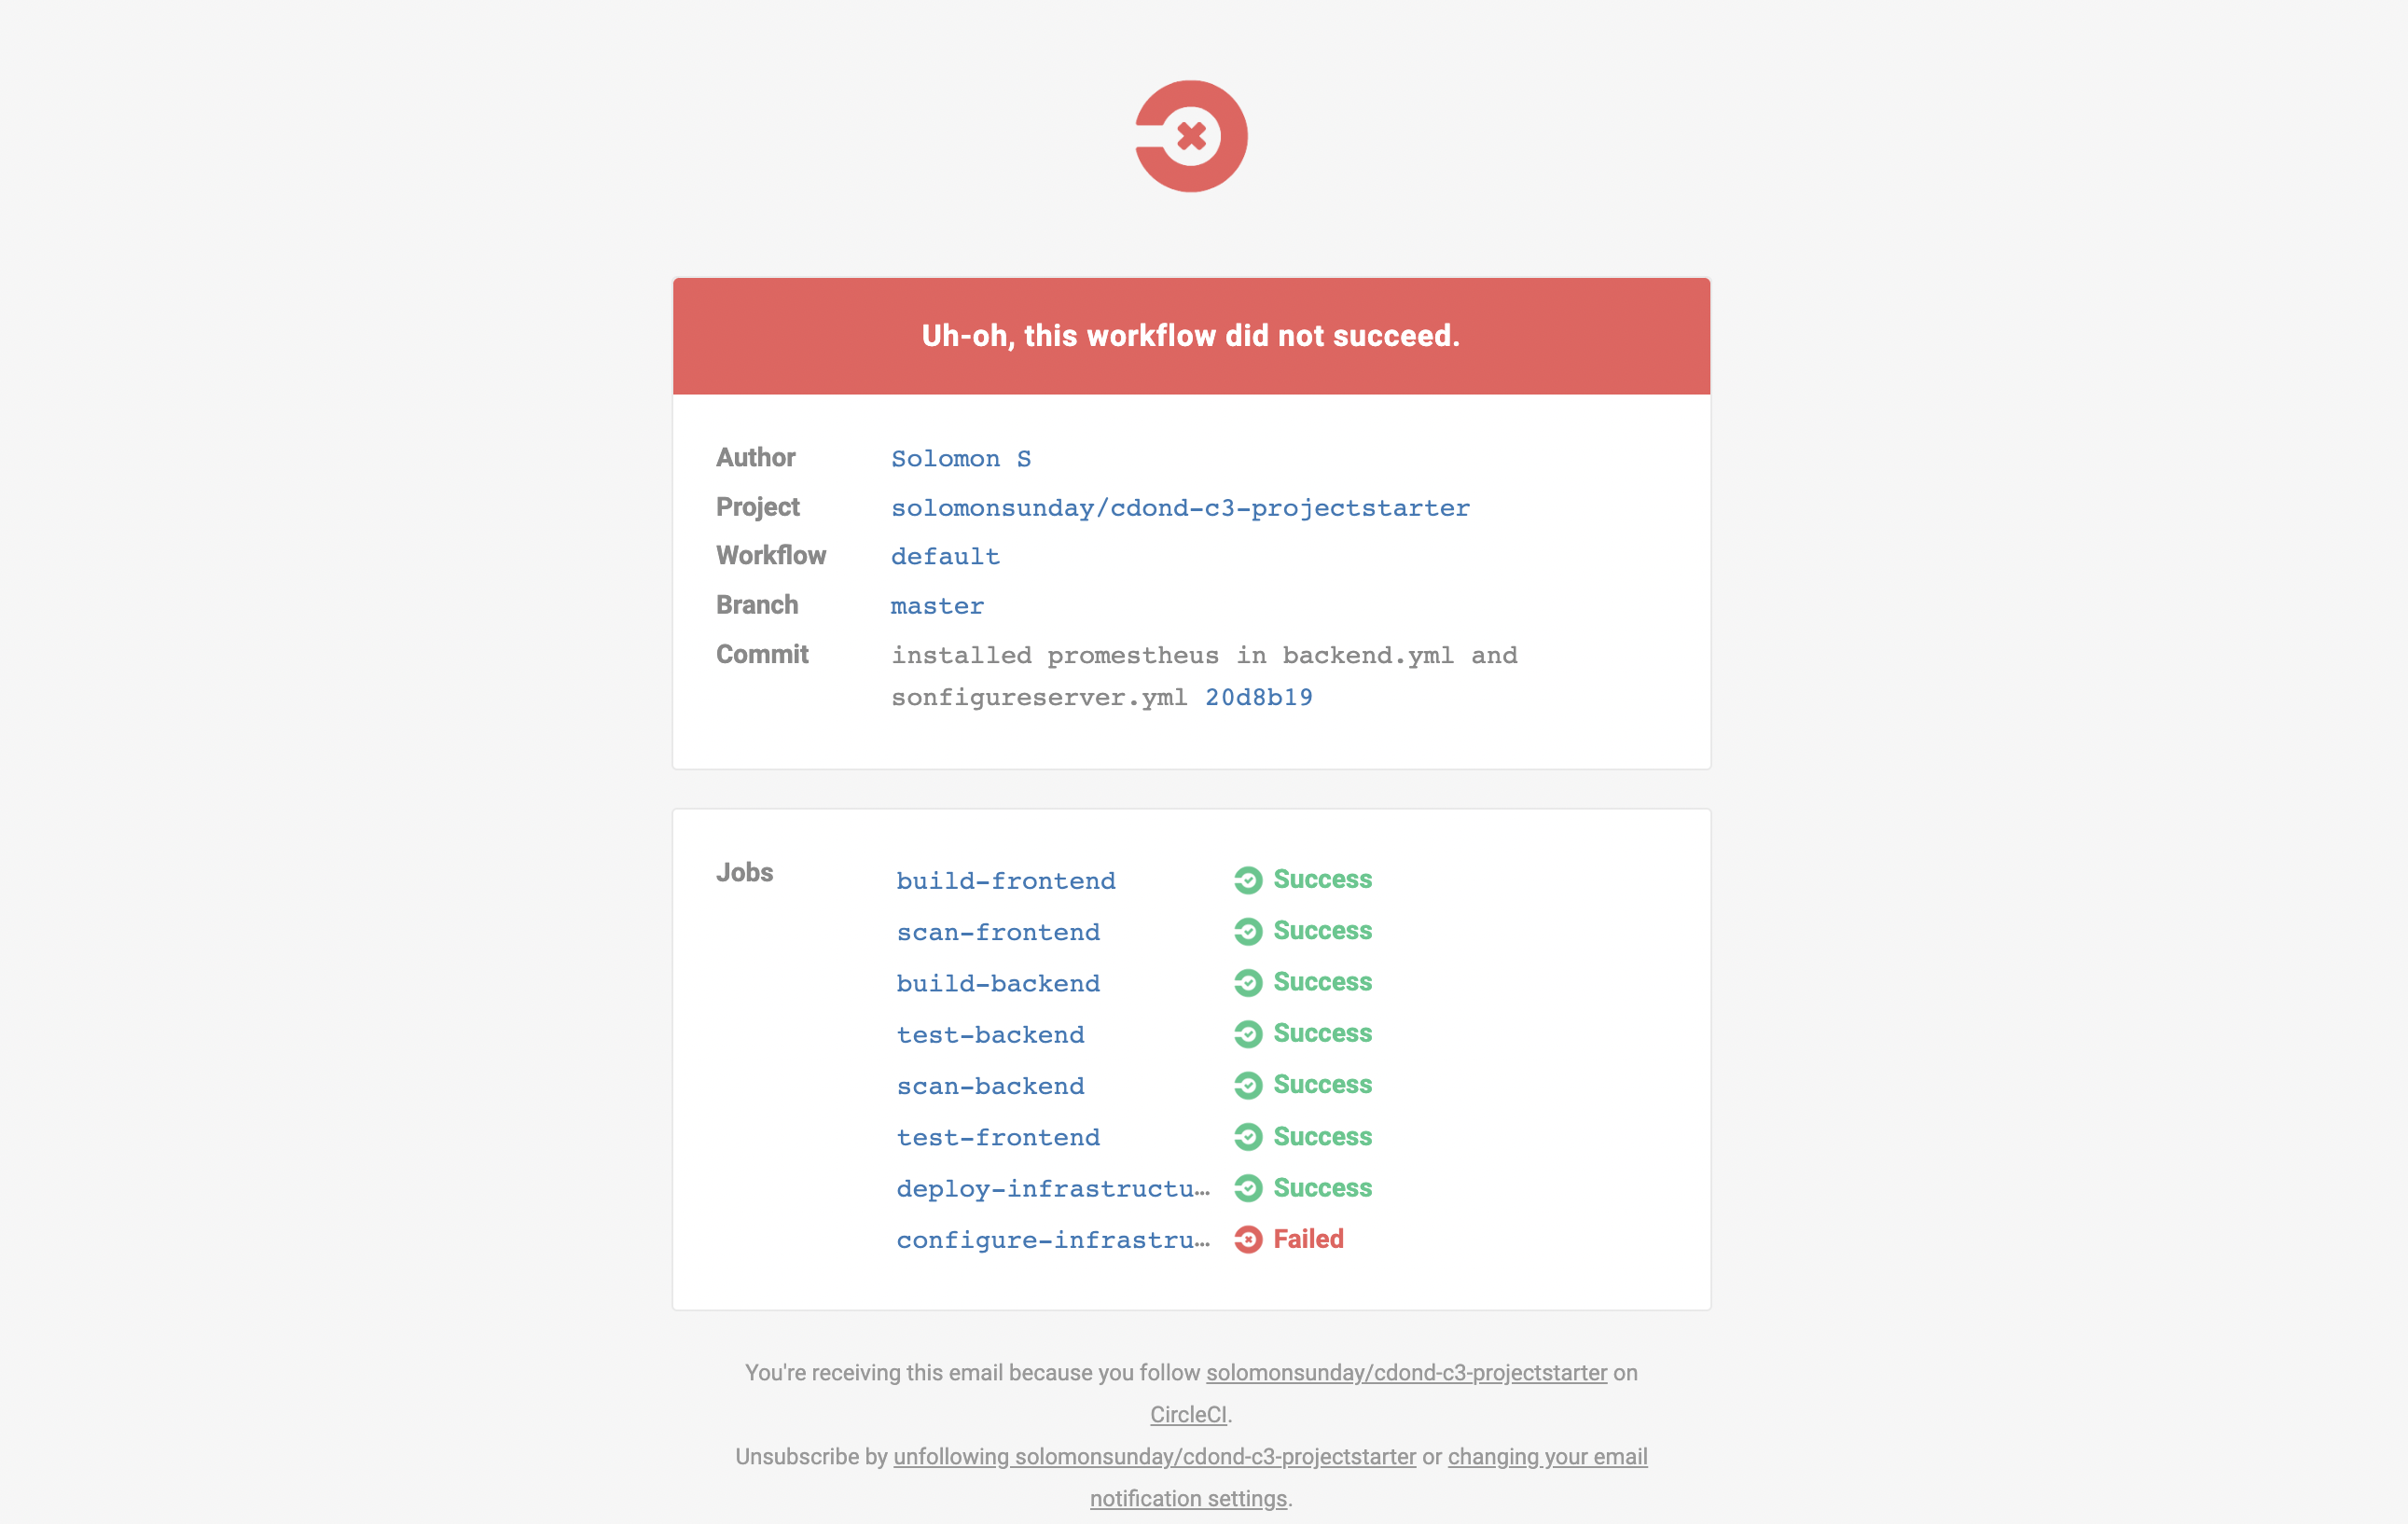 Uh-oh, this workflow did not succeed.
Author Solomon S
Project solomonsunday/cdond-c3-projectstarter
Workflow default
Branch master
Commit installed promestheus in backend.yml and
sonfigureserver.yml 20d8b19
Jobs build-frontend Success
scan-frontend Success
build-backend Success
test-backend Success
scan-backend Success
test-frontend Success
deploy-infrastructu… Success
configure-infrastru… Failed
You're receiving this email because you follow solomonsunday/cdond-c3-projectstarter on
CircleCI.
Unsubscribe by unfollowing solomonsunday/cdond-c3-projectstarter or changing your email
notification settings.